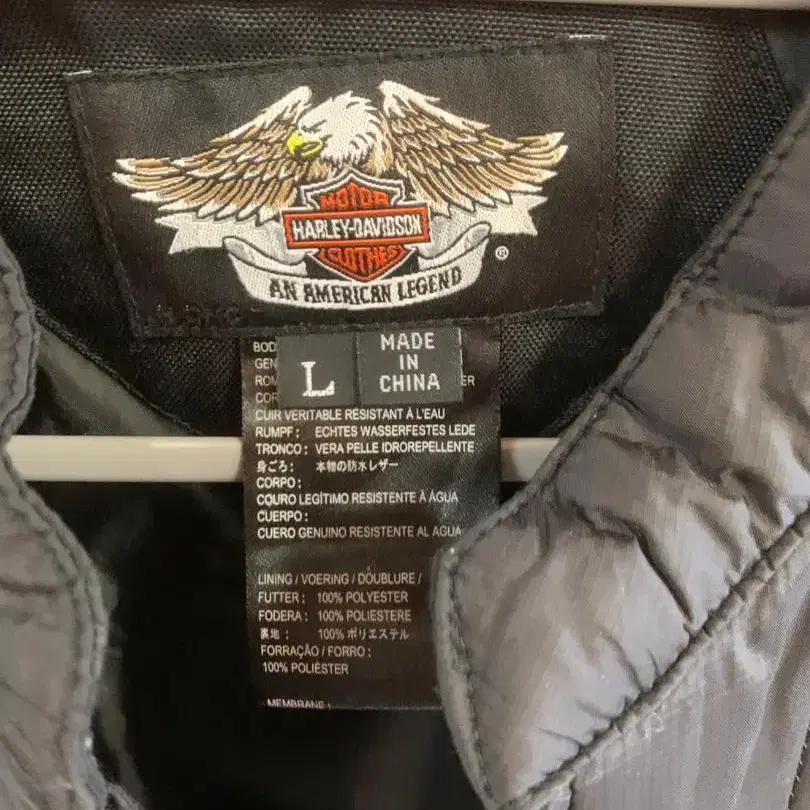 MOTOR
HARLEY-DAVIDSON
CLOTHES
®
AN AMERICAN LEGEND
L
MADE
IN
CHINA
CUIR VERITABLE RÉSISTANT À L'EAU
RUMPF: ECHTES WASSERFESTES LEDE
TRONCO: VERA PELLE IDROREPELLENTE
身ごろ: 本物の防水レザー
CORPO:
COURO LEGÍTIMO RESISTENTE À ÁGUA
CUERPO:
CUERO GENUINO RESISTENTE AL AGUA
LINING / VOERING / DOUBLURE /
FUTTER: 100% POLYESTER
FODERA: 100% POLIESTERE
裏地: 100% ポリエステル
FORRAÇÃO / FORRO:
100% POLIÉSTER
MEMBRANE: